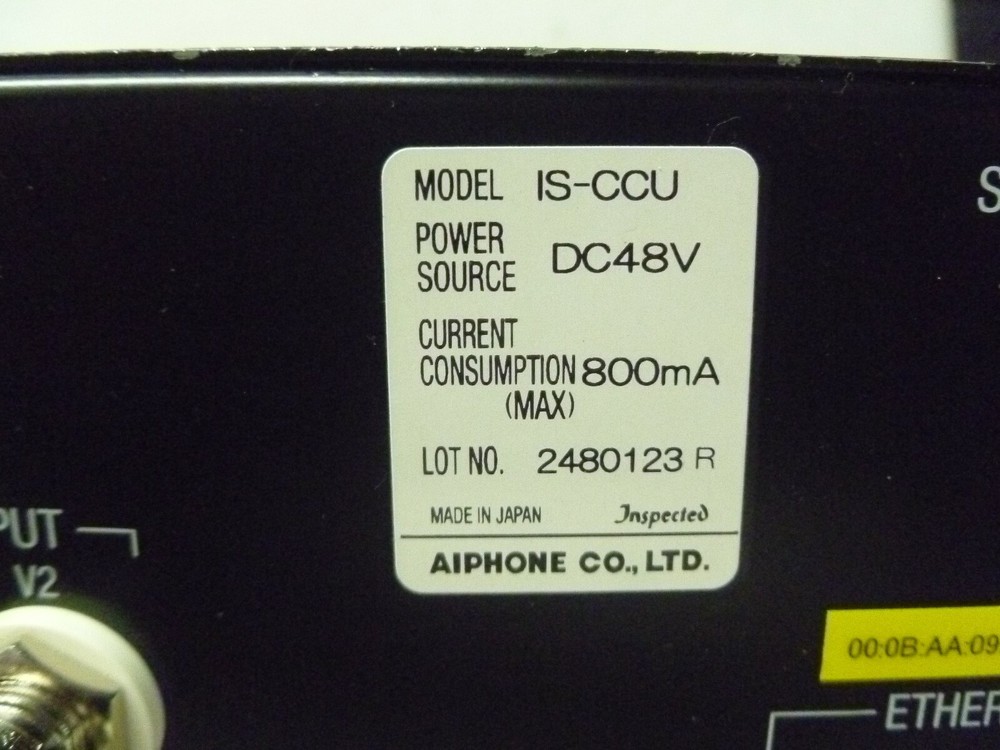 MODEL IS-CCU
POWER
SOURCE DC48V
CURRENT
CONSUMPTION 800mA
(MAX)
LOT NO. 2480123 R
MADE IN JAPAN Inspected
AIPHONE CO., LTD.
PUT
V2
S
00:0B:AA:09
ETHER